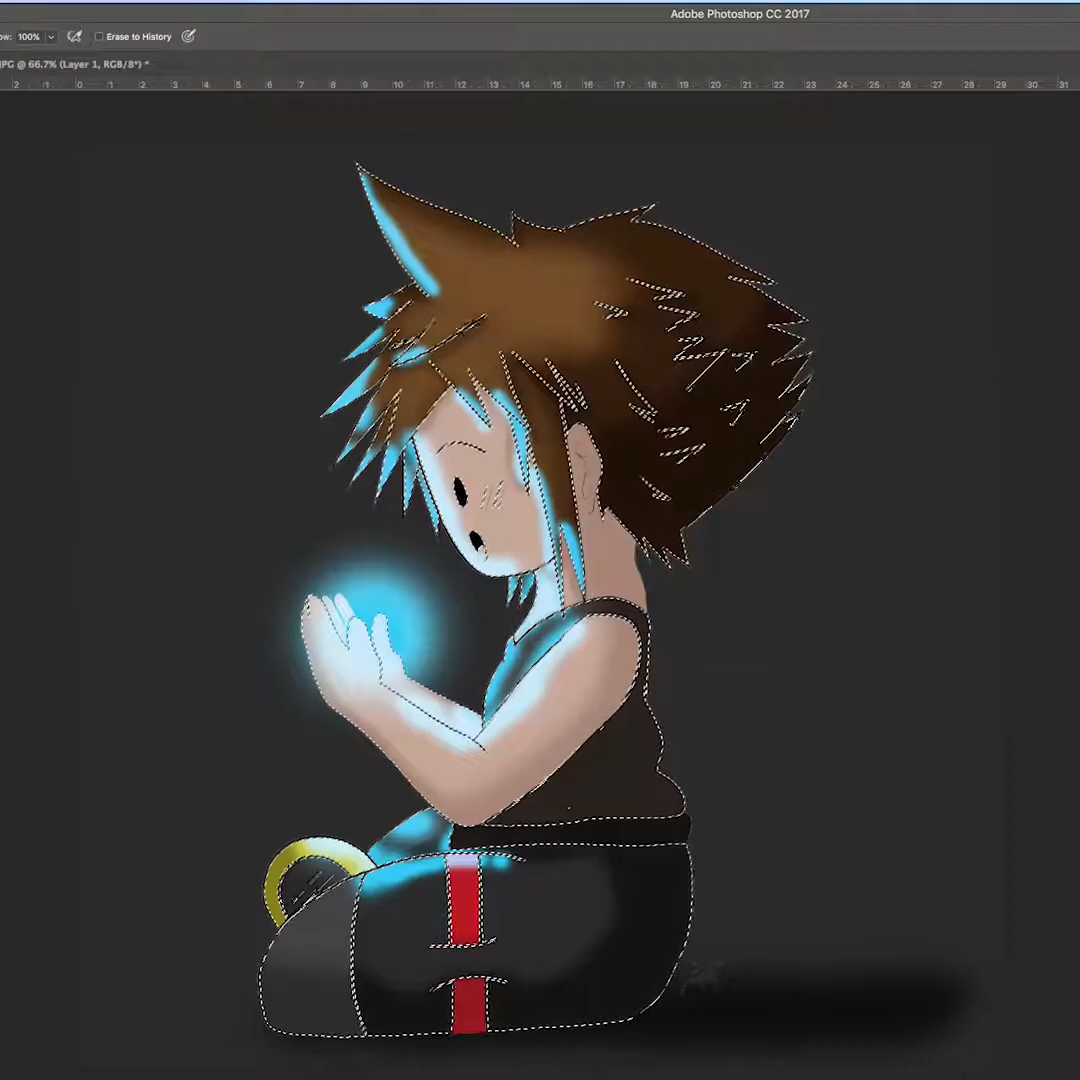 Adobe Photoshop CC 2017
ow: 100% Erase to History
JPG @ 66.7% (Layer 1, RGB/8*) *
2 1 0 1 2 3 4 5 6 7 8 9 10 11 12 13 14 15 16 17 18 19 20 21 22 23 24 25 26 27 28 29 30 31